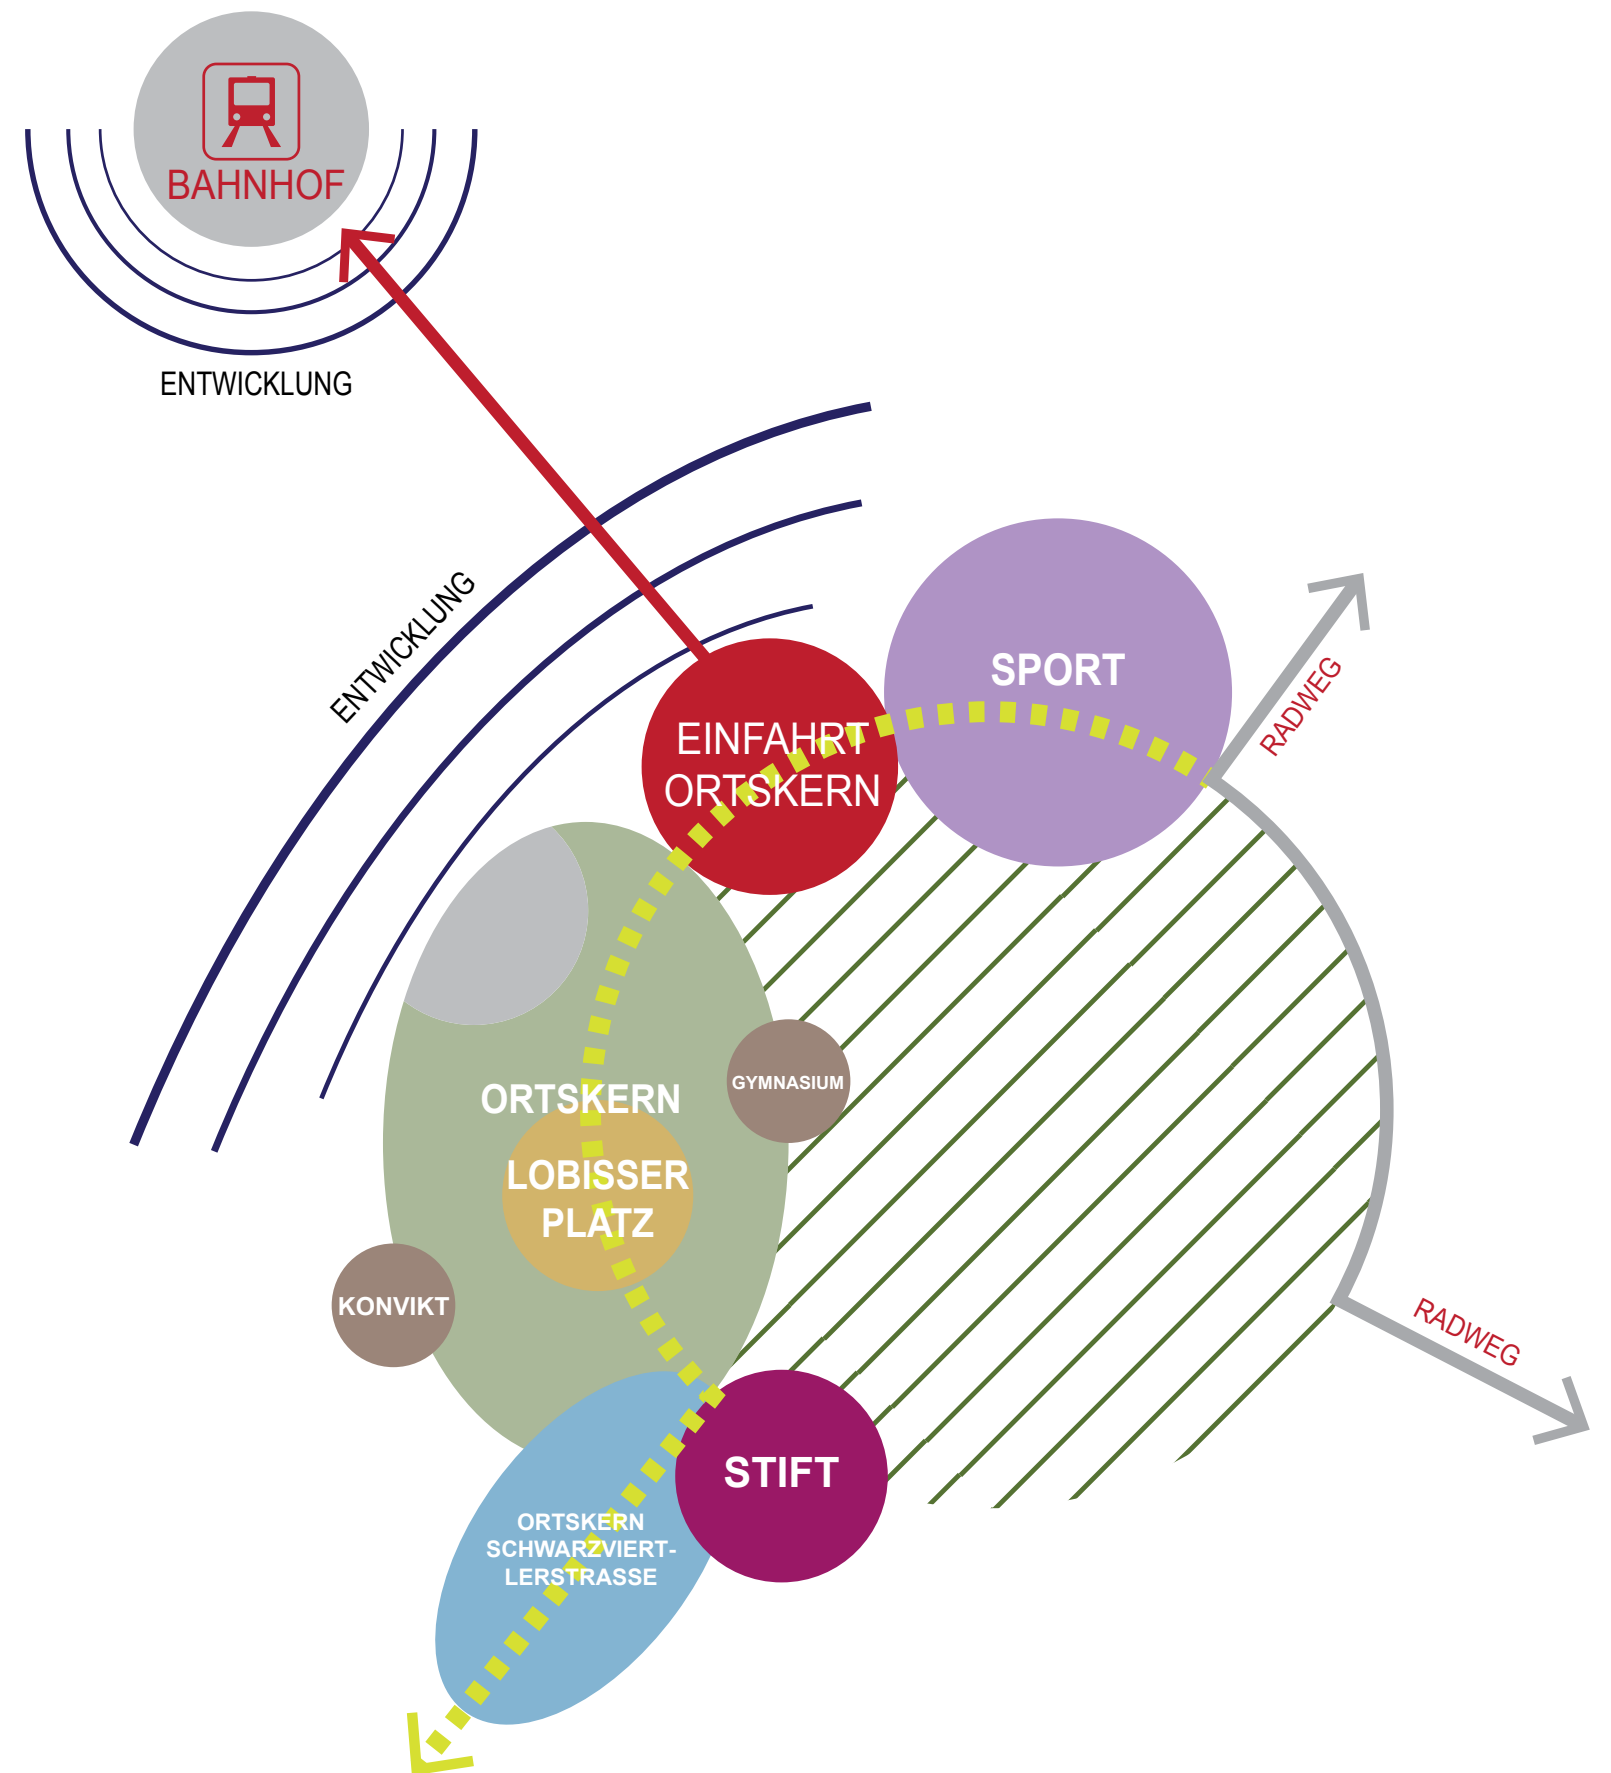 BAHNHOF
ENTWICKLUNG
ENTWICKLUNG
SPORT
RADWEG
EINFAHRT
ORTSKERN
GYMNASIUM
ORTSKERN
LOBISSER
PLATZ
KONVIKT
RADWEG
STIFT
ORTSKERN
SCHWARZVIERT-
LERSTRASSE